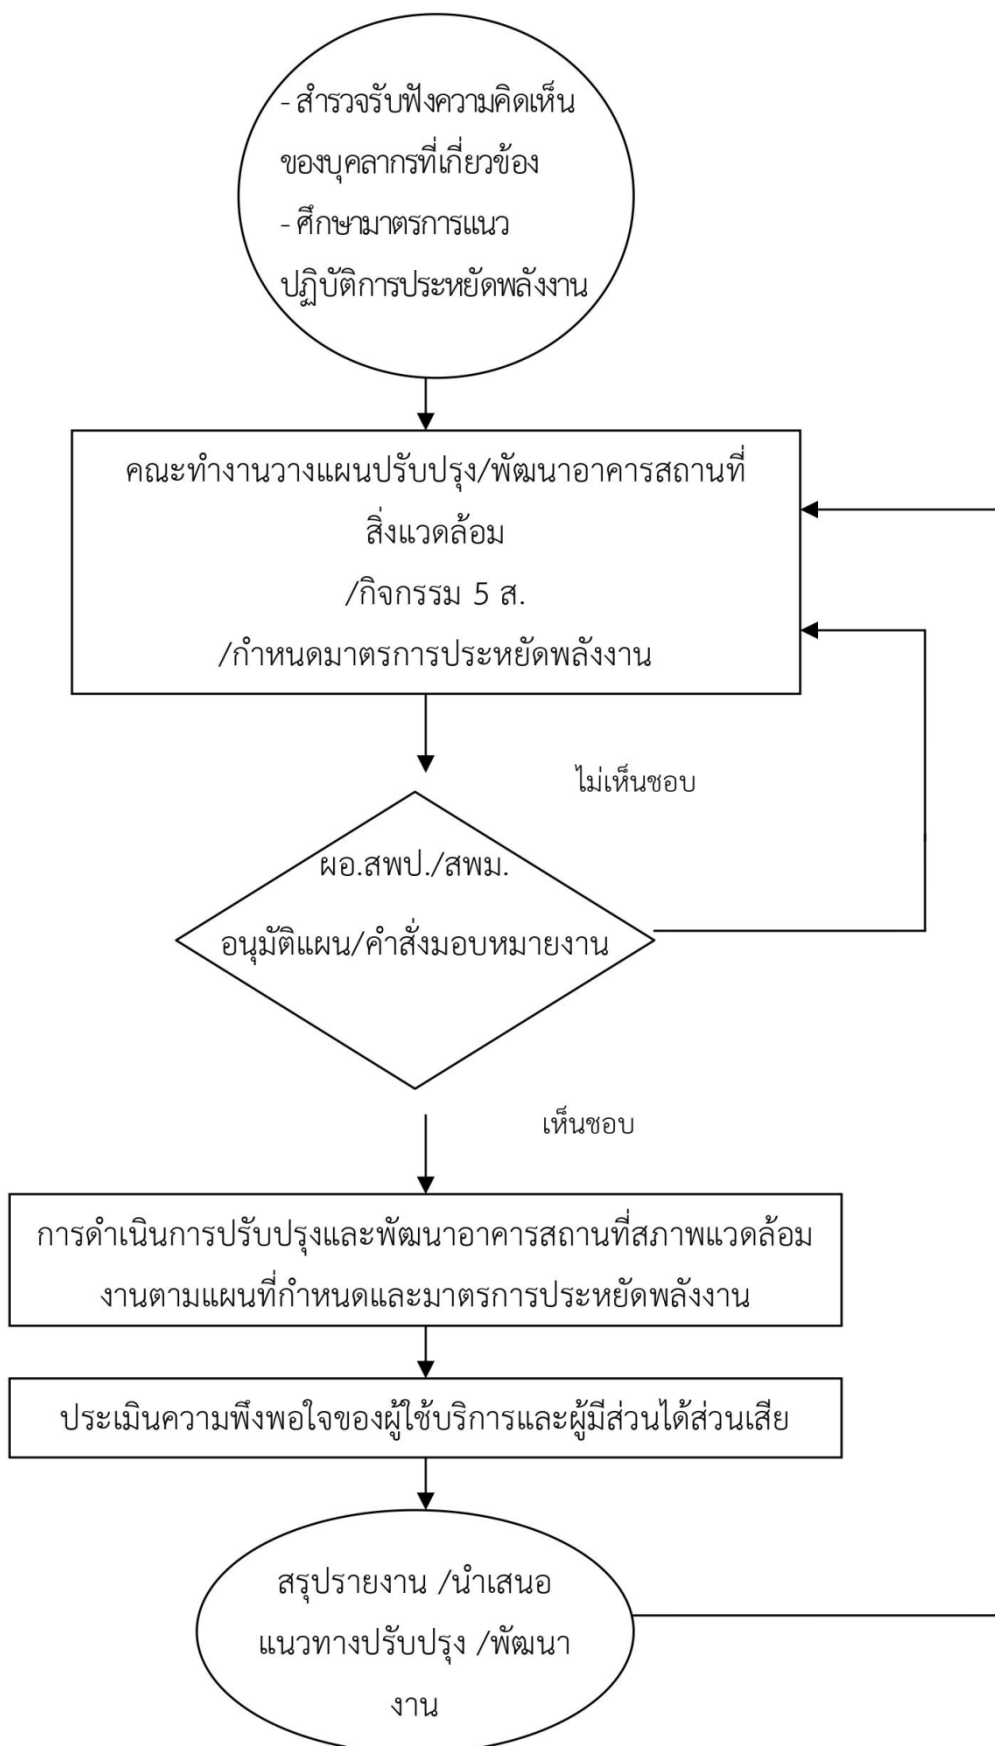 - สำรวจรับฟังความคิดเห็น
ของบุคลากรที่เกี่ยวข้อง
- ศึกษามาตรการแนว
ปฏิบัติการประหยัดพลังงาน
คณะทำงานวางแผนปรับปรุง/พัฒนาอาคารสถานที่
สิ่งแวดล้อม
/กิจกรรม 5 ส.
/กำหนดมาตรการประหยัดพลังงาน
ไม่เห็นชอบ
ผอ.สพป./สพม.
อนุมัติแผน/คำสั่งมอบหมายงาน
เห็นชอบ
การดำเนินการปรับปรุงและพัฒนาอาคารสถานที่สภาพแวดล้อม
งานตามแผนที่กำหนดและมาตรการประหยัดพลังงาน
ประเมินความพึงพอใจของผู้ใช้บริการและผู้มีส่วนได้ส่วนเสีย
สรุปรายงาน /นำเสนอ
แนวทางปรับปรุง /พัฒนา
งาน